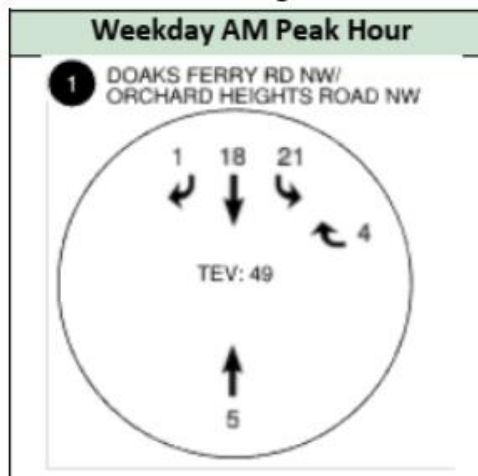 Weekday AM Peak Hour
1 DOAKS FERRY RD NW/
ORCHARD HEIGHTS ROAD NW
1 18 21
4
TEV: 49
5